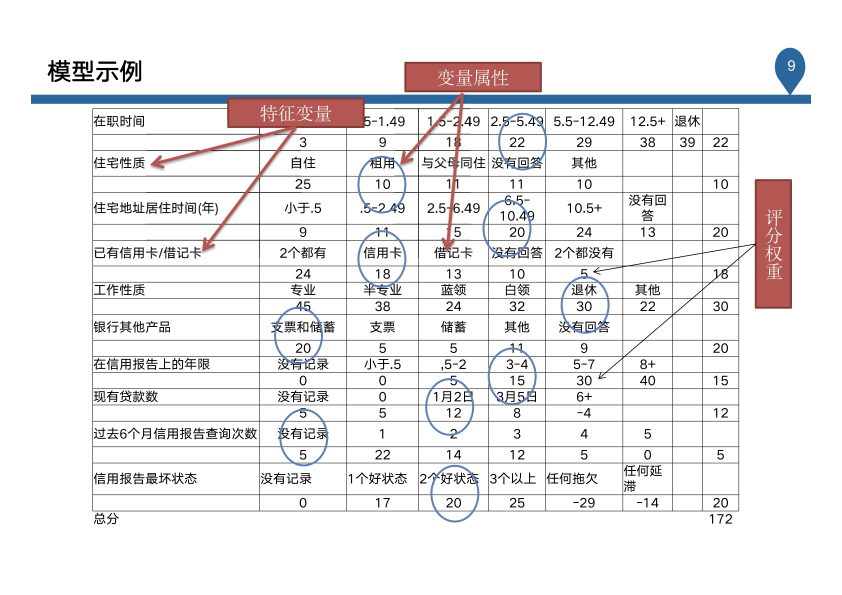 模型示例
9
变量属性
特征变量
评分权重
在职时间 5-1.49 1.5-2.49 2.5-5.49 5.5-12.49 12.5+ 退休
3 9 18 22 29 38 39 22
住宅性质 自住 租用 与父母同住 没有回答 其他
25 10 11 11 10 10
住宅地址居住时间(年) 小于.5 .5-2.49 2.5-6.49 6.5-10.49 10.5+ 没有回答
9 11 15 20 24 13 20
已有信用卡/借记卡 2个都有 信用卡 借记卡 没有回答 2个都没有
24 18 13 10 5 18
工作性质 专业 半专业 蓝领 白领 退休 其他
45 38 24 32 30 22 30
银行其他产品 支票和储蓄 支票 储蓄 其他 没有回答
20 5 5 11 9 20
在信用报告上的年限 没有记录 小于.5 ,5-2 3-4 5-7 8+
0 0 5 15 30 40 15
现有贷款数 没有记录 0 1月2日 3月5日 6+
5 5 12 8 -4 12
过去6个月信用报告查询次数 没有记录 1 2 3 4 5
5 22 14 12 5 0 5
信用报告最坏状态 没有记录 1个好状态 2个好状态 3个以上 任何拖欠 任何延滞
0 17 20 25 -29 -14 20
总分 172